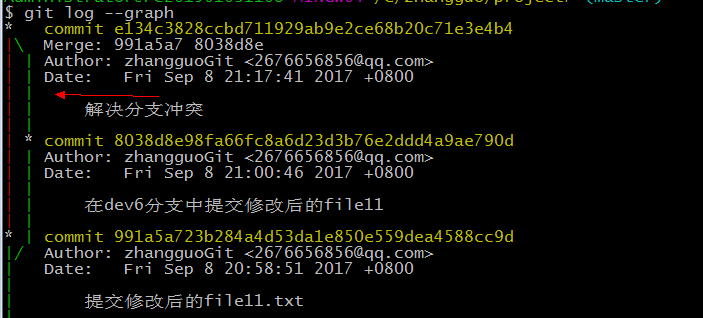 $ git log --graph
*   commit e134c3828ccbd711929ab9e2ce68b20c71e3e4b4
|\  Merge: 991a5a7 8038d8e
| | Author: zhangguoGit <2676656856@qq.com>
| | Date:   Fri Sep 8 21:17:41 2017 +0800
| |
| |     解决分支冲突
| |
| * commit 8038d8e98fa66fc8a6d23d3b76e2ddd4a9ae790d
| | Author: zhangguoGit <2676656856@qq.com>
| | Date:   Fri Sep 8 21:00:46 2017 +0800
| |
| |     在dev6分支中提交修改后的file11
| |
* | commit 991a5a723b284a4d53da1e850e559dea4588cc9d
|/  Author: zhangguoGit <2676656856@qq.com>
|   Date:   Fri Sep 8 20:58:51 2017 +0800
|
|       提交修改后的file11.txt